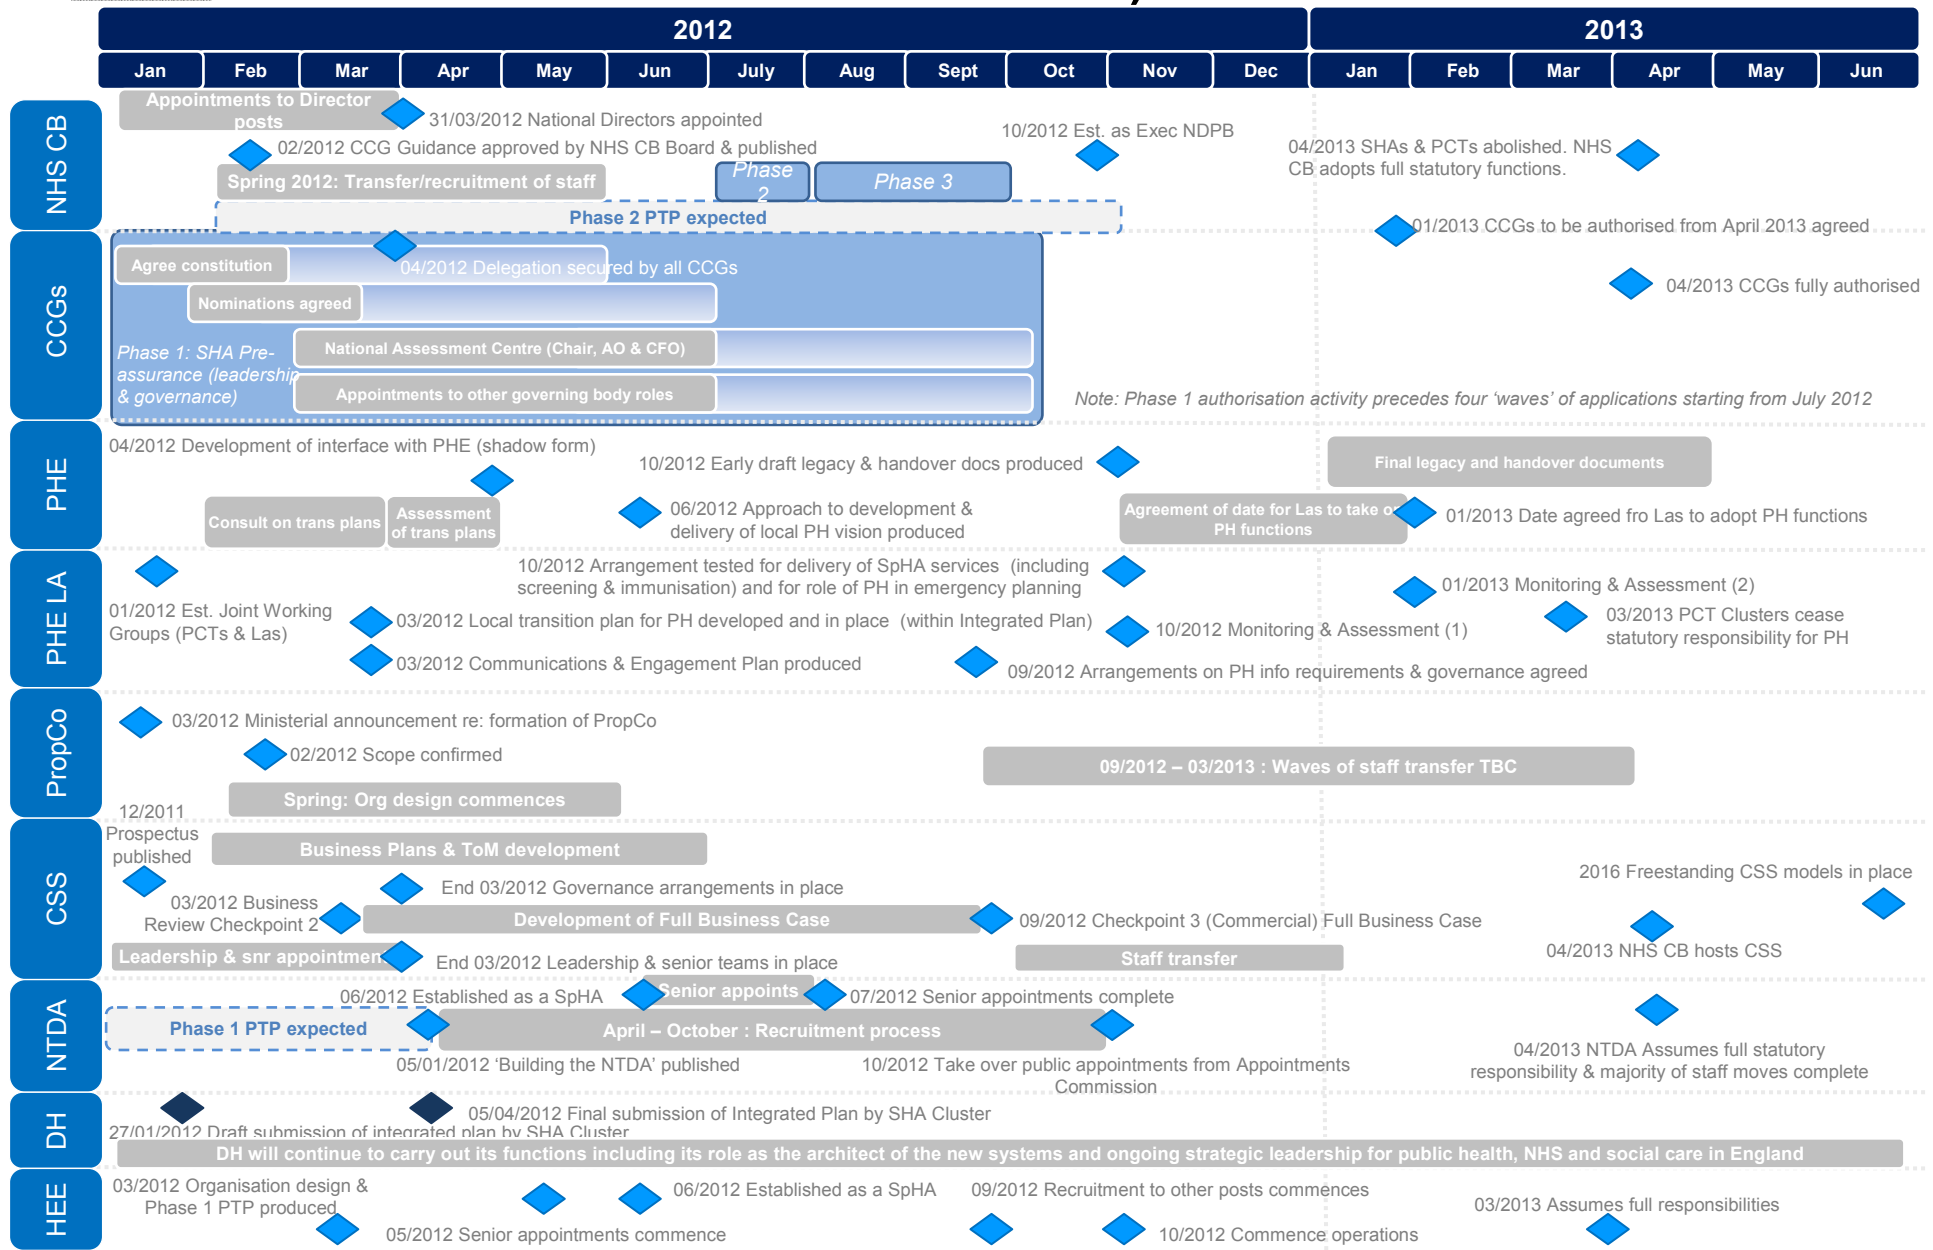 2012
2013
Jan
Feb
Mar
Apr
May
Jun
July
Aug
Sept
Oct
Nov
Dec
Jan
Feb
Mar
Apr
May
Jun
NHS CB
Appointments to Director
posts
31/03/2012 National Directors appointed
02/2012 CCG Guidance approved by NHS CB Board & published
10/2012 Est. as Exec NDPB
04/2013 SHAs & PCTs abolished. NHS
CB adopts full statutory functions.
Spring 2012: Transfer/recruitment of staff
Phase
2
Phase 3
Phase 2 PTP expected
01/2013 CCGs to be authorised from April 2013 agreed
CCGs
Agree constitution
04/2012 Delegation secured by all CCGs
Nominations agreed
04/2013 CCGs fully authorised
National Assessment Centre (Chair, AO & CFO)
Phase 1: SHA Pre-
assurance (leadership
& governance)
Appointments to other governing body roles
Note: Phase 1 authorisation activity precedes four ‘waves’ of applications starting from July 2012
PHE
04/2012 Development of interface with PHE (shadow form)
10/2012 Early draft legacy & handover docs produced
Final legacy and handover documents
Consult on trans plans
Assessment
of trans plans
06/2012 Approach to development &
delivery of local PH vision produced
Agreement of date for Las to take on
PH functions
01/2013 Date agreed fro Las to adopt PH functions
PHE LA
10/2012 Arrangement tested for delivery of SpHA services (including
screening & immunisation) and for role of PH in emergency planning
01/2013 Monitoring & Assessment (2)
01/2012 Est. Joint Working
Groups (PCTs & Las)
03/2012 Local transition plan for PH developed and in place (within Integrated Plan)
10/2012 Monitoring & Assessment (1)
03/2013 PCT Clusters cease
statutory responsibility for PH
03/2012 Communications & Engagement Plan produced
09/2012 Arrangements on PH info requirements & governance agreed
PropCo
03/2012 Ministerial announcement re: formation of PropCo
02/2012 Scope confirmed
09/2012 – 03/2013 : Waves of staff transfer TBC
Spring: Org design commences
CSS
12/2011
Prospectus
published
Business Plans & ToM development
2016 Freestanding CSS models in place
End 03/2012 Governance arrangements in place
03/2012 Business
Review Checkpoint 2
Development of Full Business Case
09/2012 Checkpoint 3 (Commercial) Full Business Case
04/2013 NHS CB hosts CSS
Leadership & snr appointmen
End 03/2012 Leadership & senior teams in place
Staff transfer
NTDA
06/2012 Established as a SpHA
Senior appoints
07/2012 Senior appointments complete
Phase 1 PTP expected
April – October : Recruitment process
05/01/2012 ‘Building the NTDA’ published
10/2012 Take over public appointments from Appointments
Commission
04/2013 NTDA Assumes full statutory
responsibility & majority of staff moves complete
DH
05/04/2012 Final submission of Integrated Plan by SHA Cluster
27/01/2012 Draft submission of integrated plan by SHA Cluster
DH will continue to carry out its functions including its role as the architect of the new systems and ongoing strategic leadership for public health, NHS and social care in England
HEE
03/2012 Organisation design &
Phase 1 PTP produced
06/2012 Established as a SpHA
09/2012 Recruitment to other posts commences
03/2013 Assumes full responsibilities
05/2012 Senior appointments commence
10/2012 Commence operations